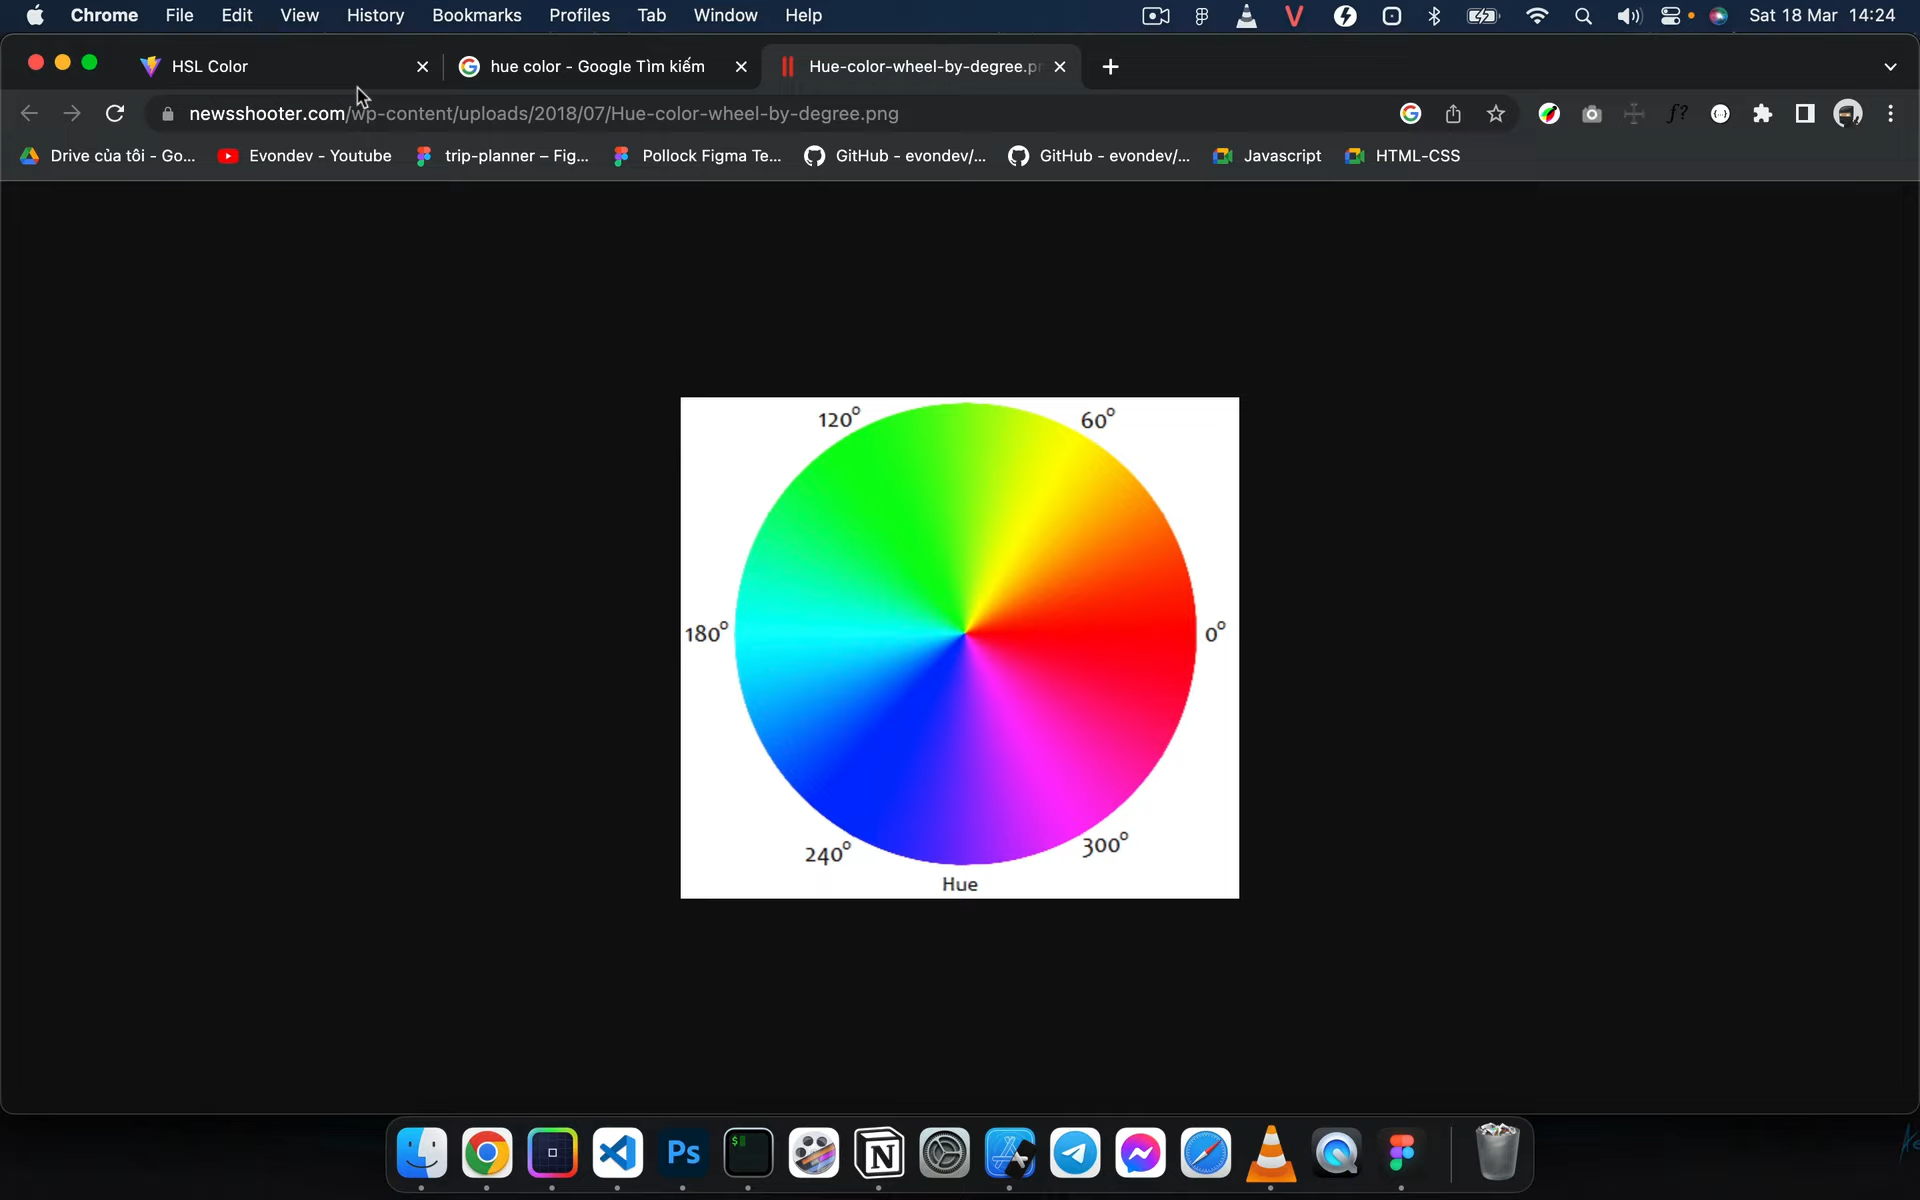 Chrome File Edit View History Bookmarks Profiles Tab Window Help Sat 18 Mar 14:24
HSL Color hue color - Google Tìm kiếm Hue-color-wheel-by-degree.p
newsshooter.com/wp-content/uploads/2018/07/Hue-color-wheel-by-degree.png
Drive của tôi - Go... Evondev - Youtube trip-planner – Fig... Pollock Figma Te... GitHub - evondev/... GitHub - evondev/... Javascript HTML-CSS
120° 60°
180° 0°
240° 300°
Hue
Ps